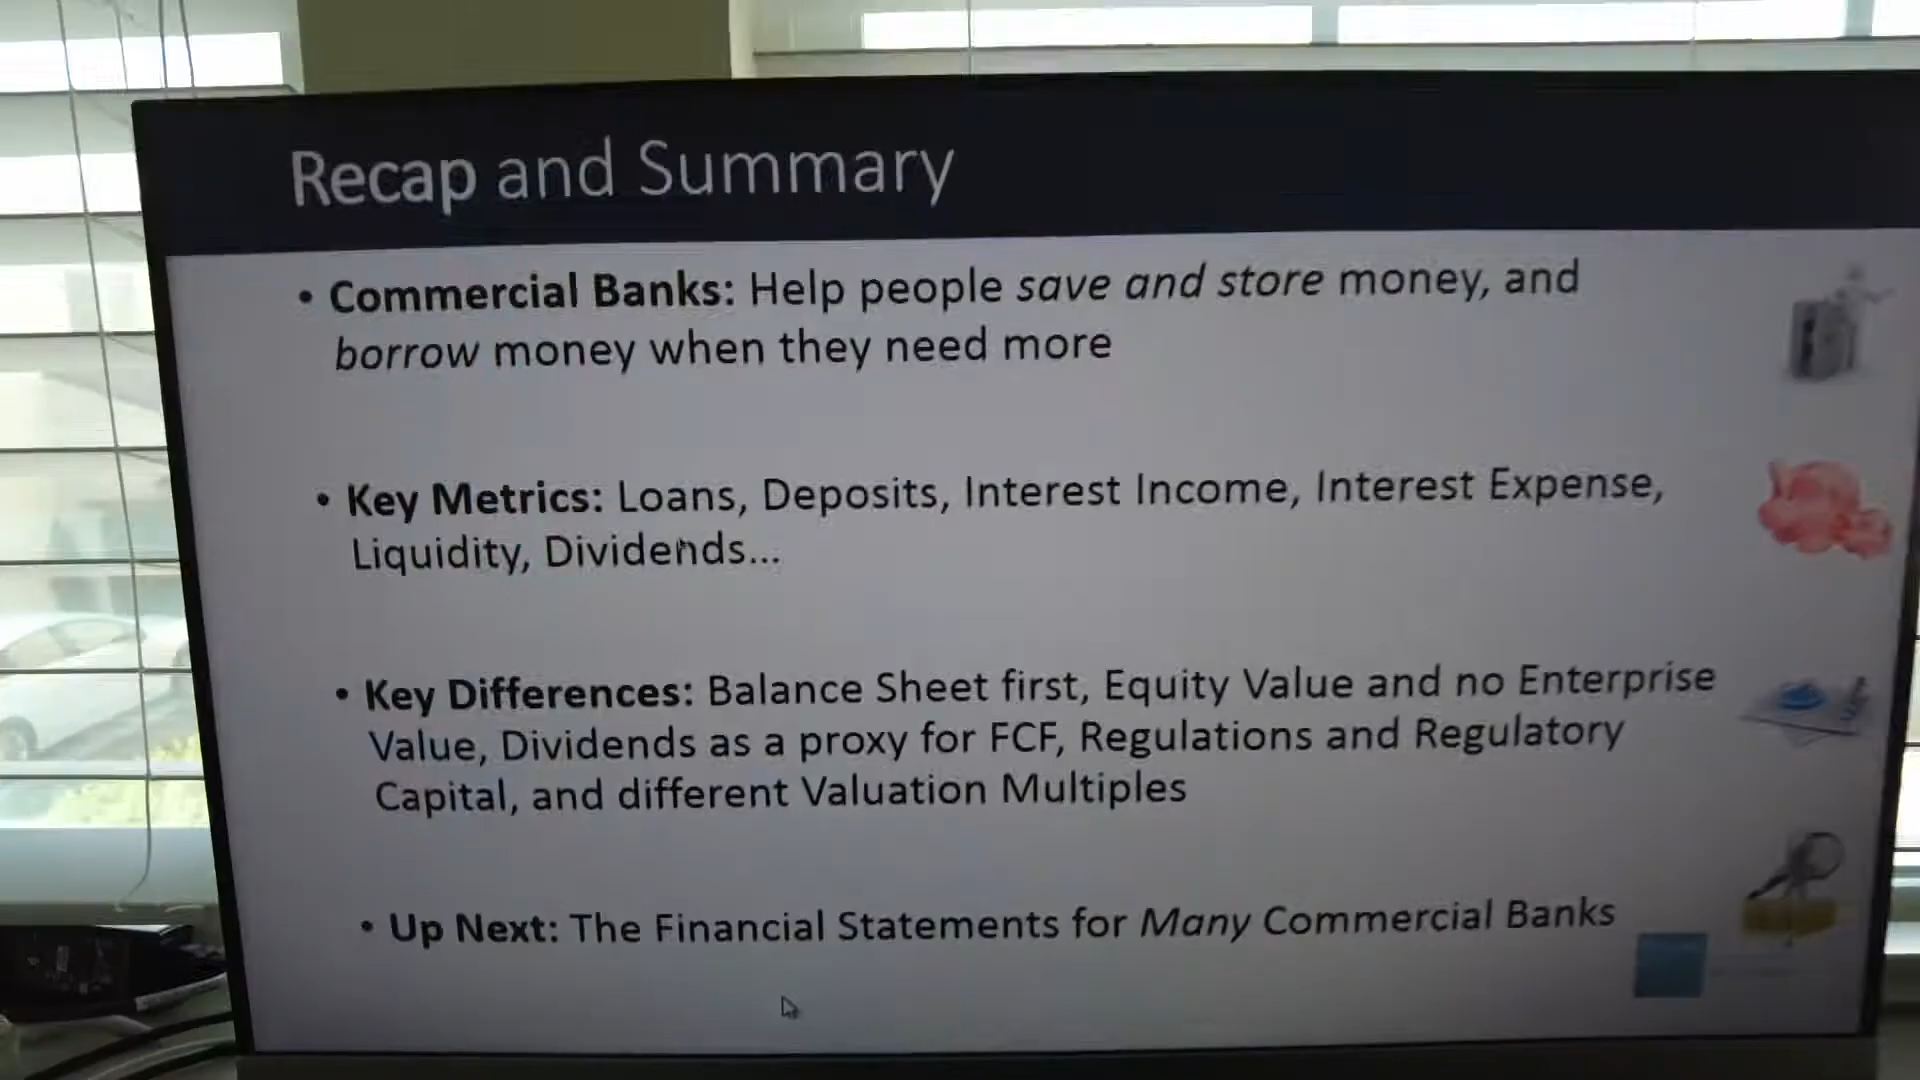 Recap and Summary
• Commercial Banks: Help people save and store money, and
borrow money when they need more
• Key Metrics: Loans, Deposits, Interest Income, Interest Expense,
Liquidity, Dividends...
• Key Differences: Balance Sheet first, Equity Value and no Enterprise
Value, Dividends as a proxy for FCF, Regulations and Regulatory
Capital, and different Valuation Multiples
• Up Next: The Financial Statements for Many Commercial Banks